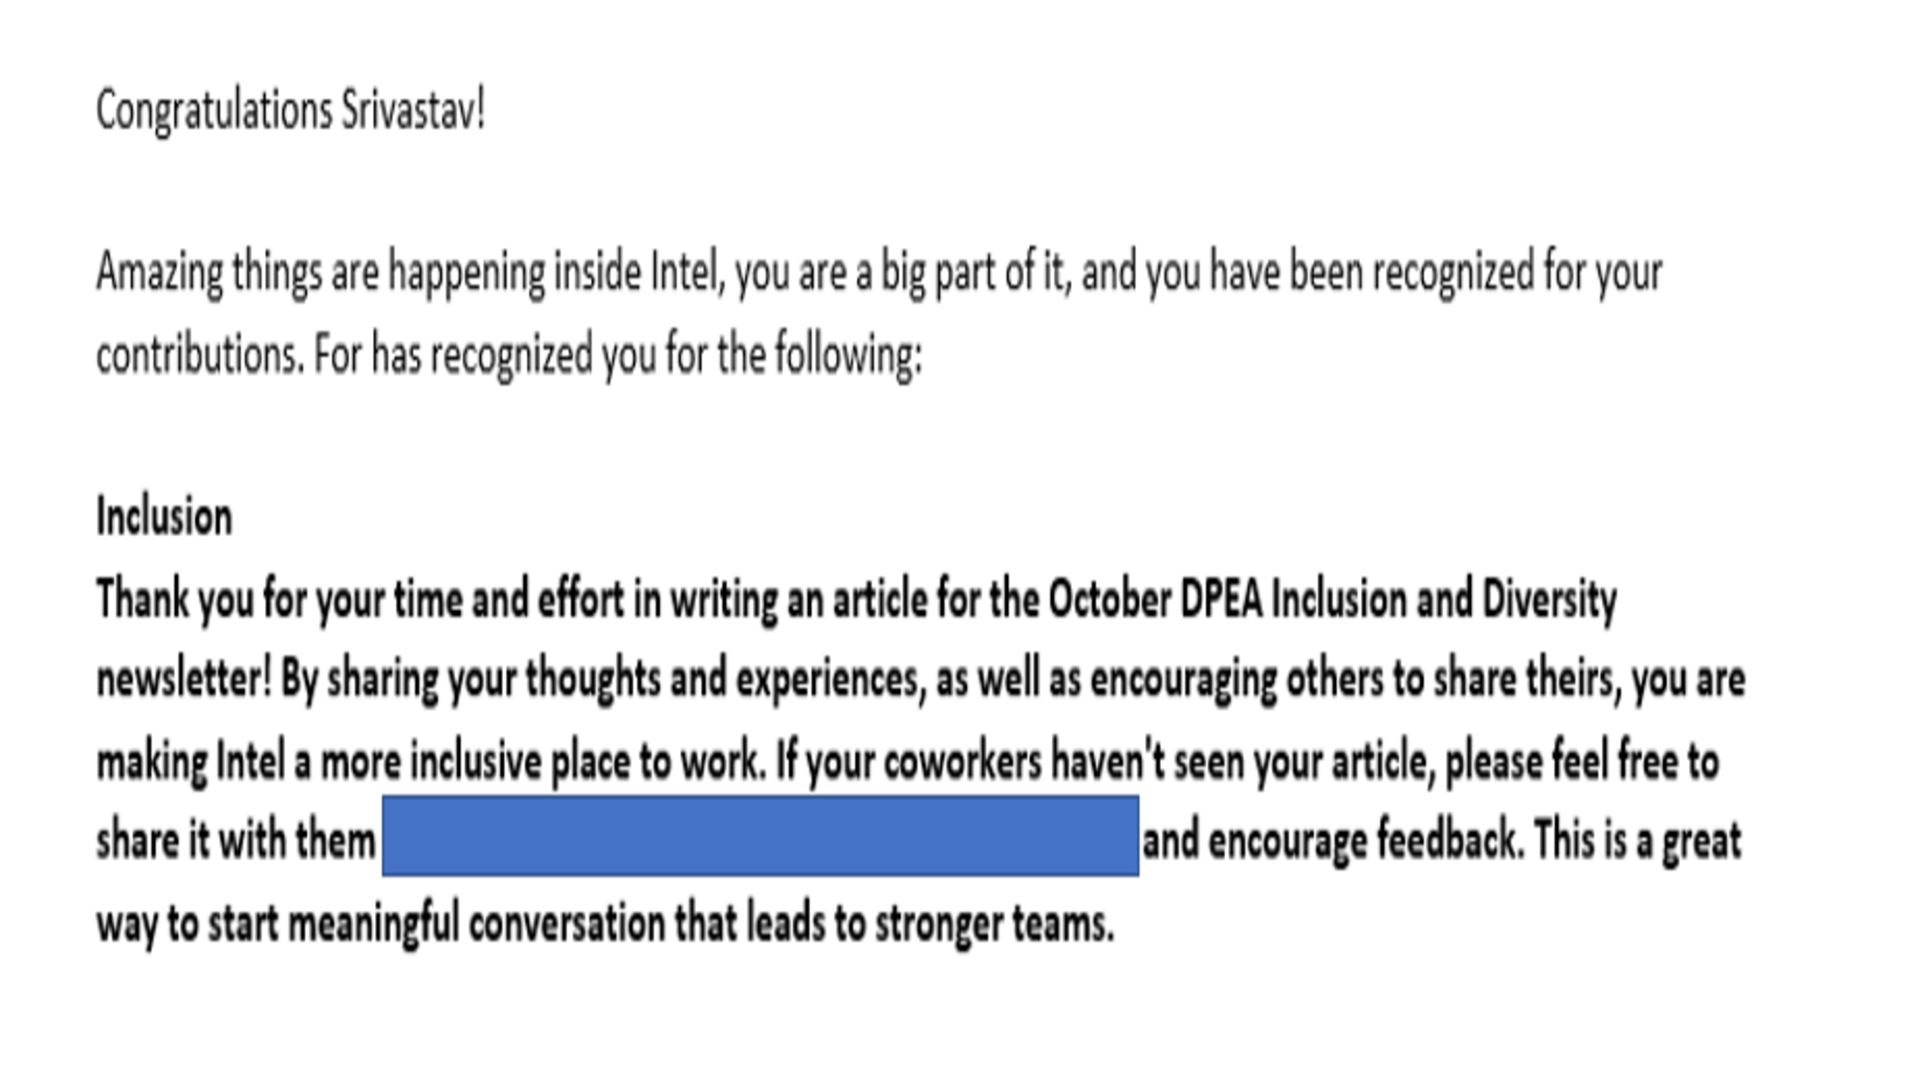 Congratulations Srivastav!
Amazing things are happening inside Intel, you are a big part of it, and you have been recognized for your
contributions. For has recognized you for the following:
Inclusion
Thank you for your time and effort in writing an article for the October DPEA Inclusion and Diversity
newsletter! By sharing your thoughts and experiences, as well as encouraging others to share theirs, you are
making Intel a more inclusive place to work. If your coworkers haven't seen your article, please feel free to
share it with them and encourage feedback. This is a great
way to start meaningful conversation that leads to stronger teams.